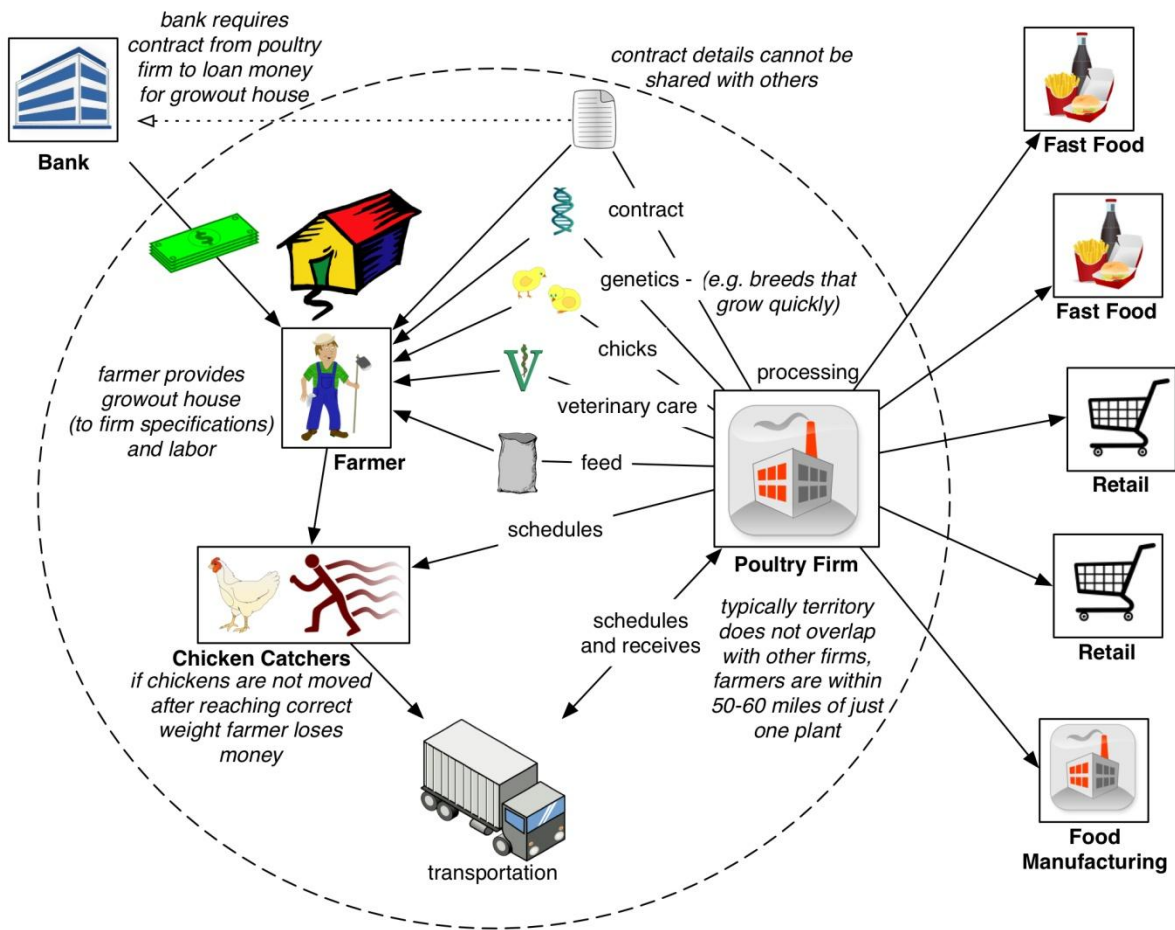 bank requires
contract from poultry
firm to loan money
for growout house
Bank
contract details cannot be
shared with others
contract
genetics - (e.g. breeds that
grow quickly)
chicks
veterinary care
feed
schedules
processing
farmer provides
growout house
(to firm specifications)
and labor
Farmer
Chicken Catchers
if chickens are not moved
after reaching correct
weight farmer loses
money
schedules
and receives
transportation
Poultry Firm
typically territory
does not overlap
with other firms,
farmers are within
50-60 miles of just
one plant
Fast Food
Fast Food
Retail
Retail
Food
Manufacturing